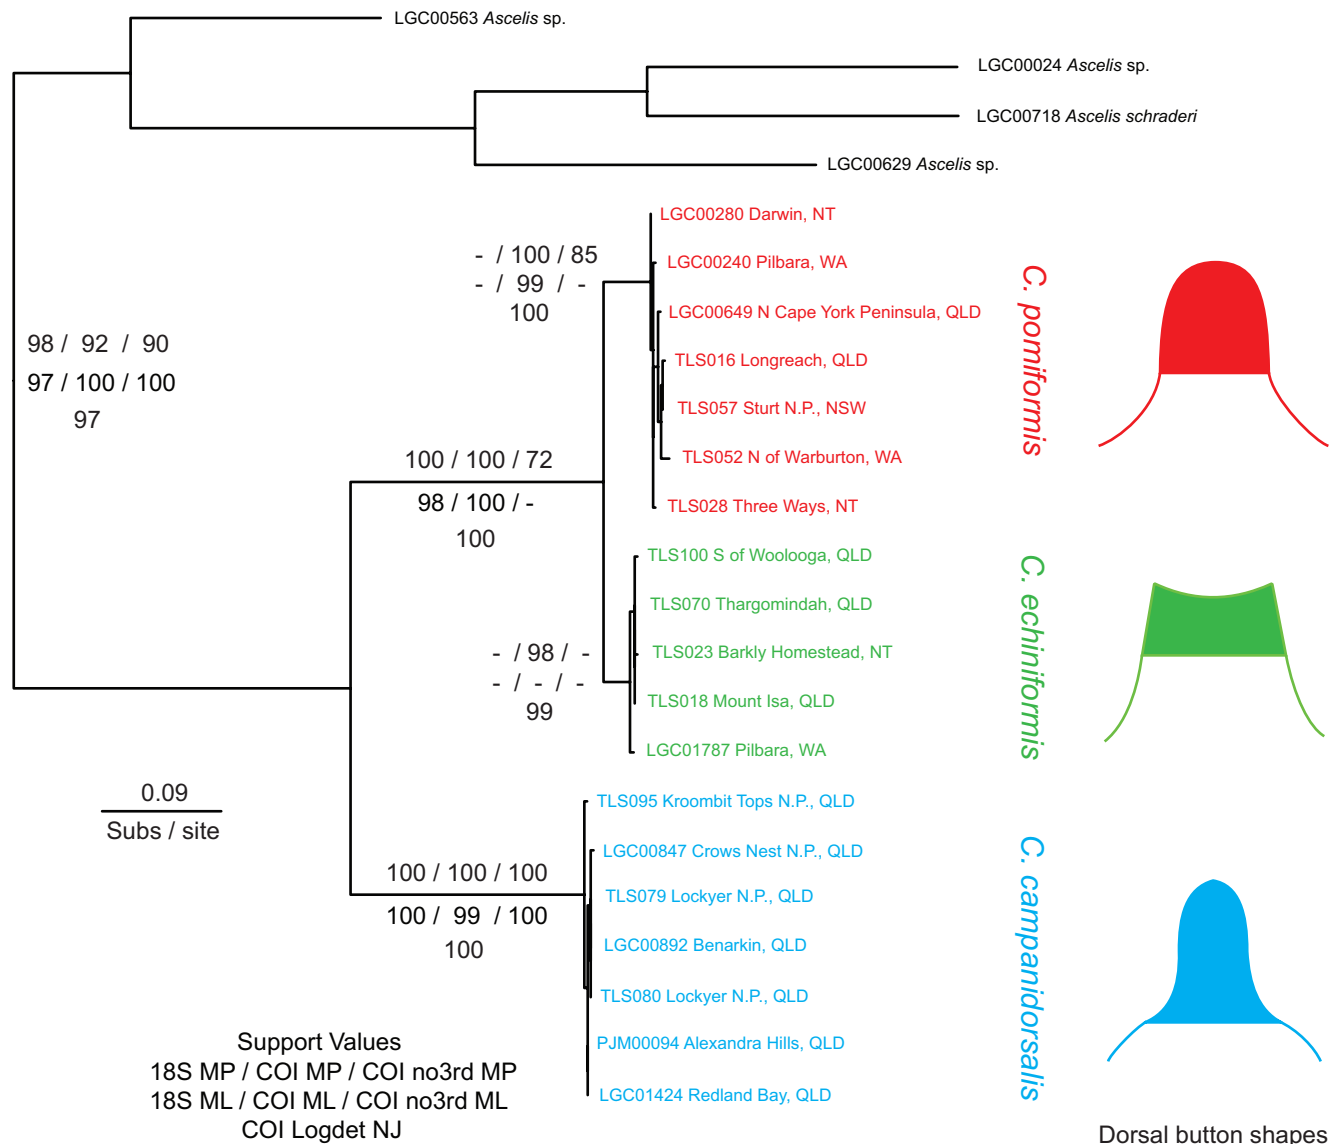 LGC00563 Ascelis sp.
LGC00024 Ascelis sp.
LGC00718 Ascelis schraderi
LGC00629 Ascelis sp.
LGC00280 Darwin, NT
LGC00240 Pilbara, WA
LGC00649 N Cape York Peninsula, QLD
TLS016 Longreach, QLD
TLS057 Sturt N.P., NSW
TLS052 N of Warburton, WA
TLS028 Three Ways, NT
TLS100 S of Woolooga, QLD
TLS070 Thargomindah, QLD
TLS023 Barkly Homestead, NT
TLS018 Mount Isa, QLD
LGC01787 Pilbara, WA
TLS095 Kroombit Tops N.P., QLD
LGC00847 Crows Nest N.P., QLD
TLS079 Lockyer N.P., QLD
LGC00892 Benarkin, QLD
TLS080 Lockyer N.P., QLD
PJM00094 Alexandra Hills, QLD
LGC01424 Redland Bay, QLD
- / 100 / 85
- / 99 / -
100
98 / 92 / 90
97 / 100 / 100
97
100 / 100 / 72
98 / 100 / -
100
- / 98 / -
- / - / -
99
100 / 100 / 100
100 / 99 / 100
100
0.09
Subs / site
C. pomiformis
C. echiniformis
C. campanidorsalis
Support Values
18S MP / COI MP / COI no3rd MP
18S ML / COI ML / COI no3rd ML
COI Logdet NJ
Dorsal button shapes